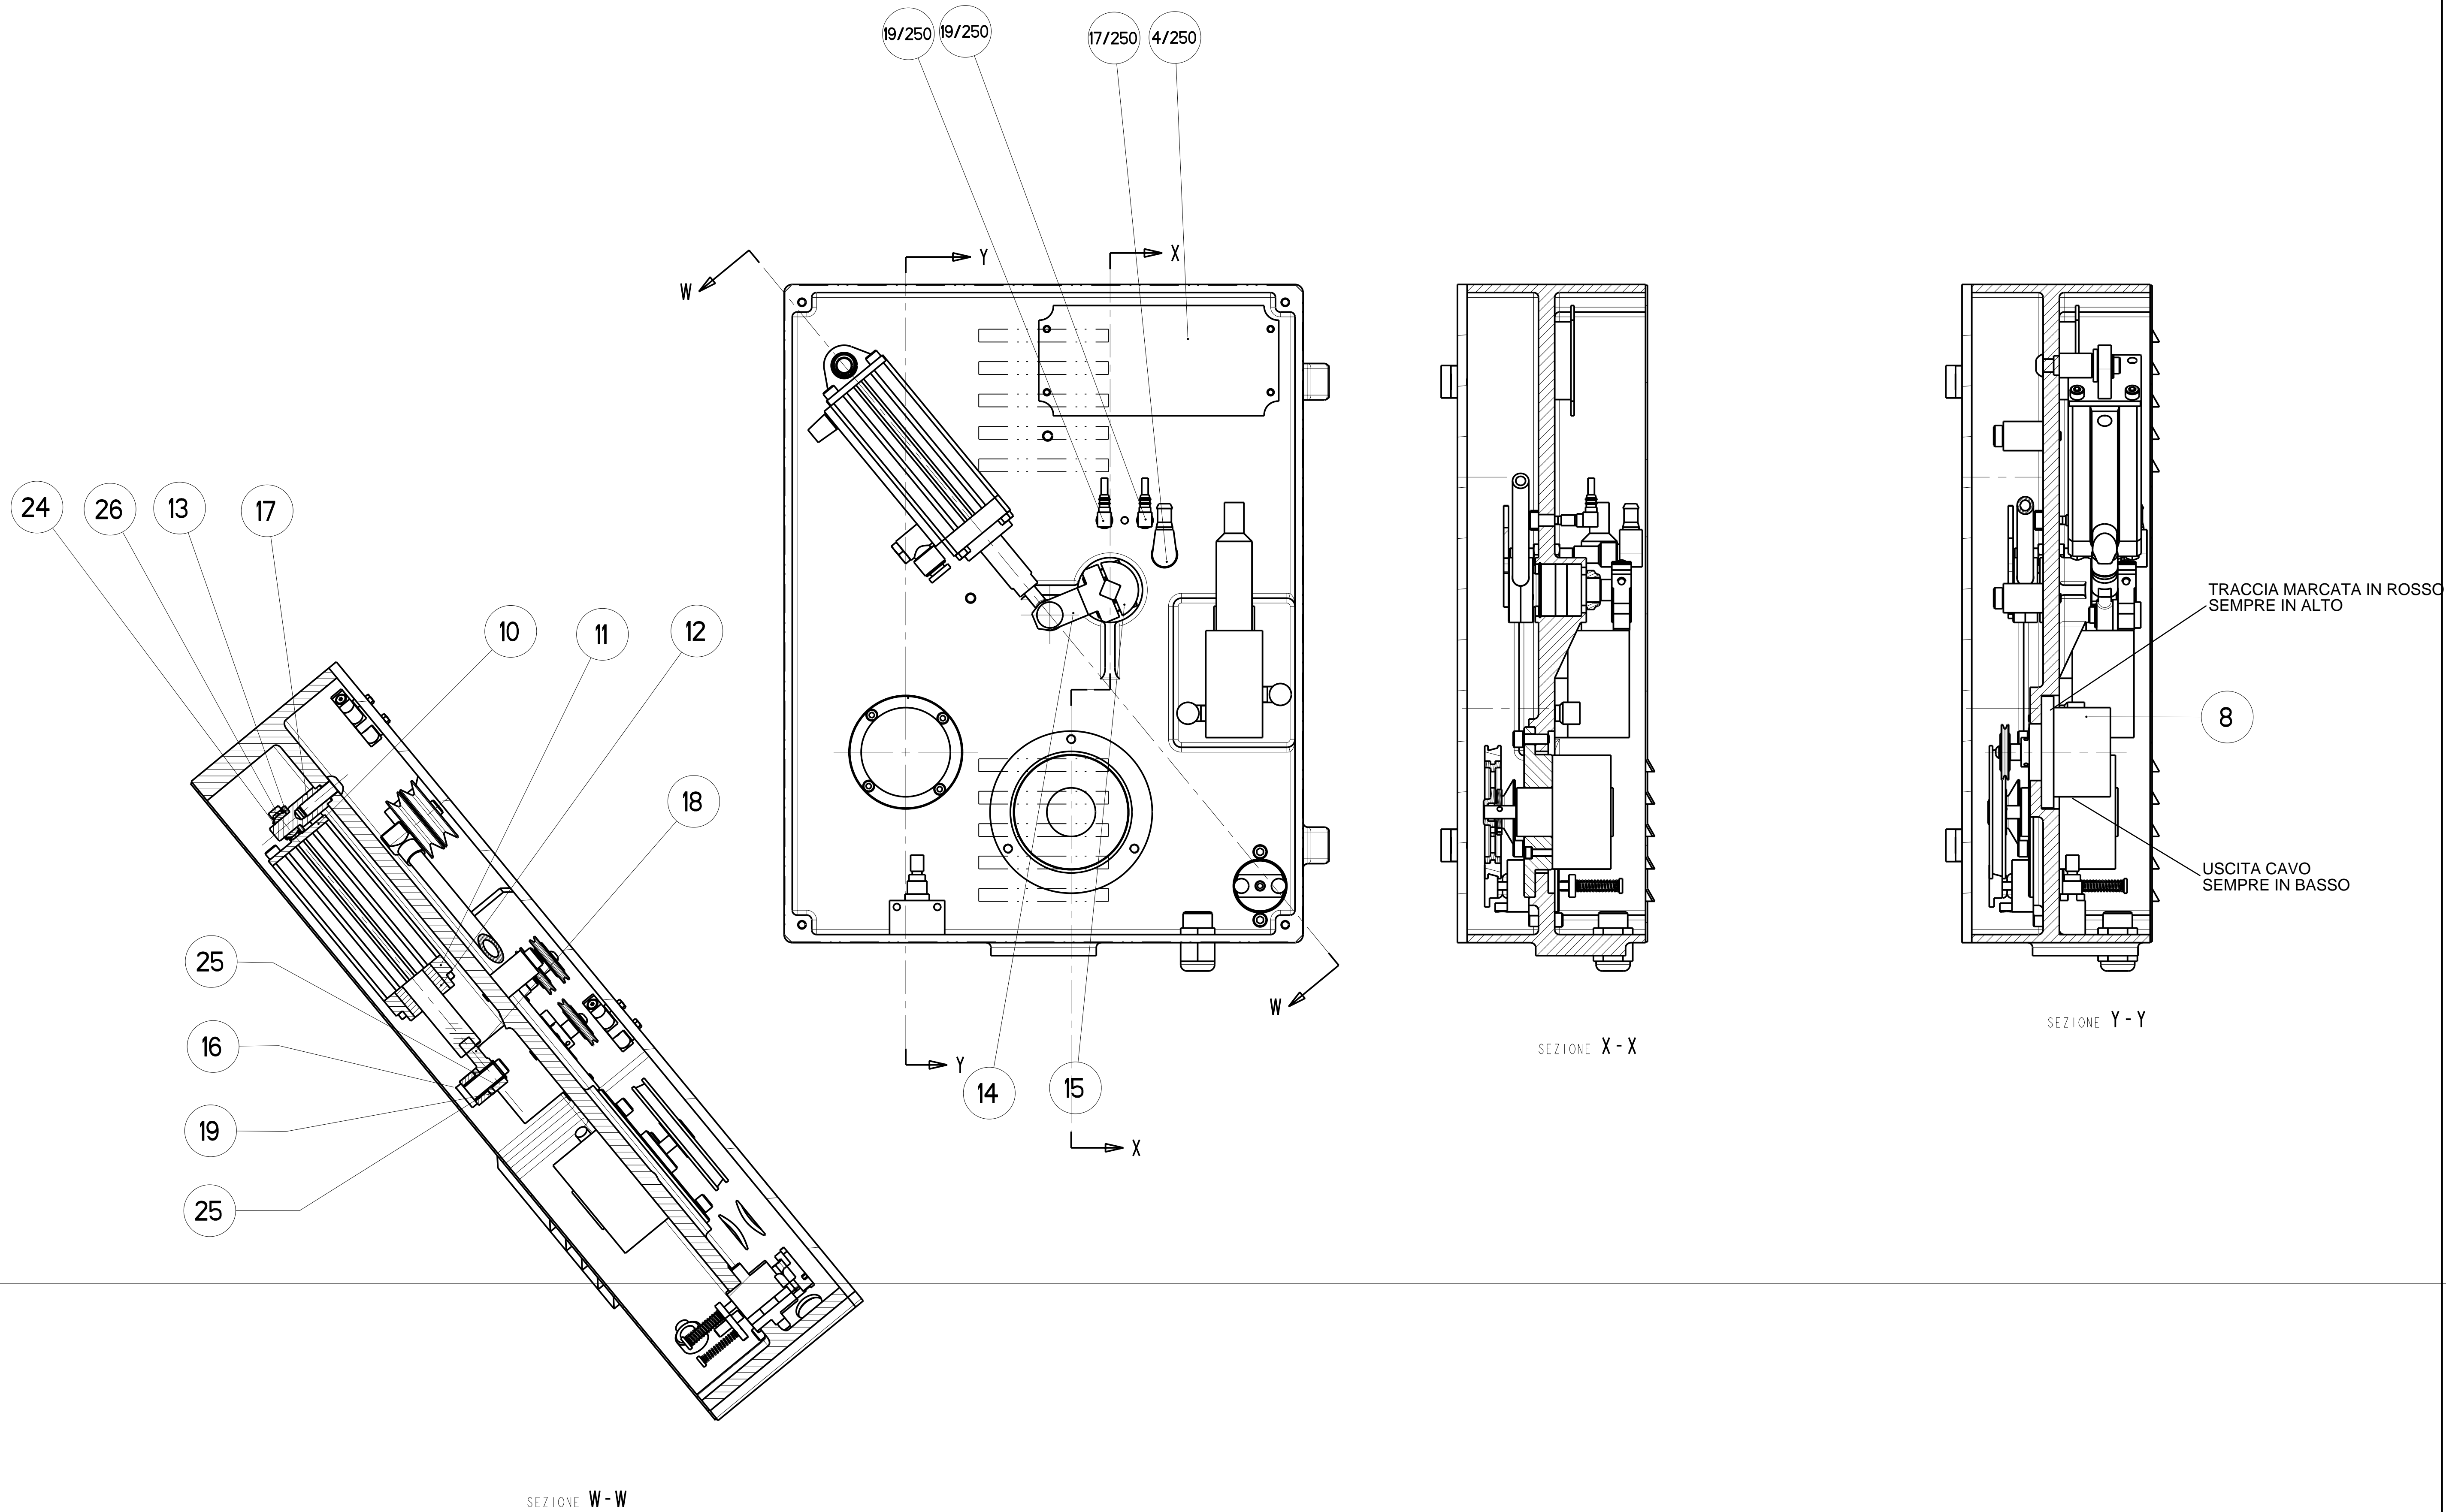 19/250
19/250
17/250
4/250
Y
X
W
24
26
13
17
10
11
12
TRACCIA MARCATA IN ROSSO
SEMPRE IN ALTO
8
18
USCITA CAVO
SEMPRE IN BASSO
25
16
W
SEZIONE Y-Y
SEZIONE X-X
Y
14
15
19
X
25
SEZIONE W-W